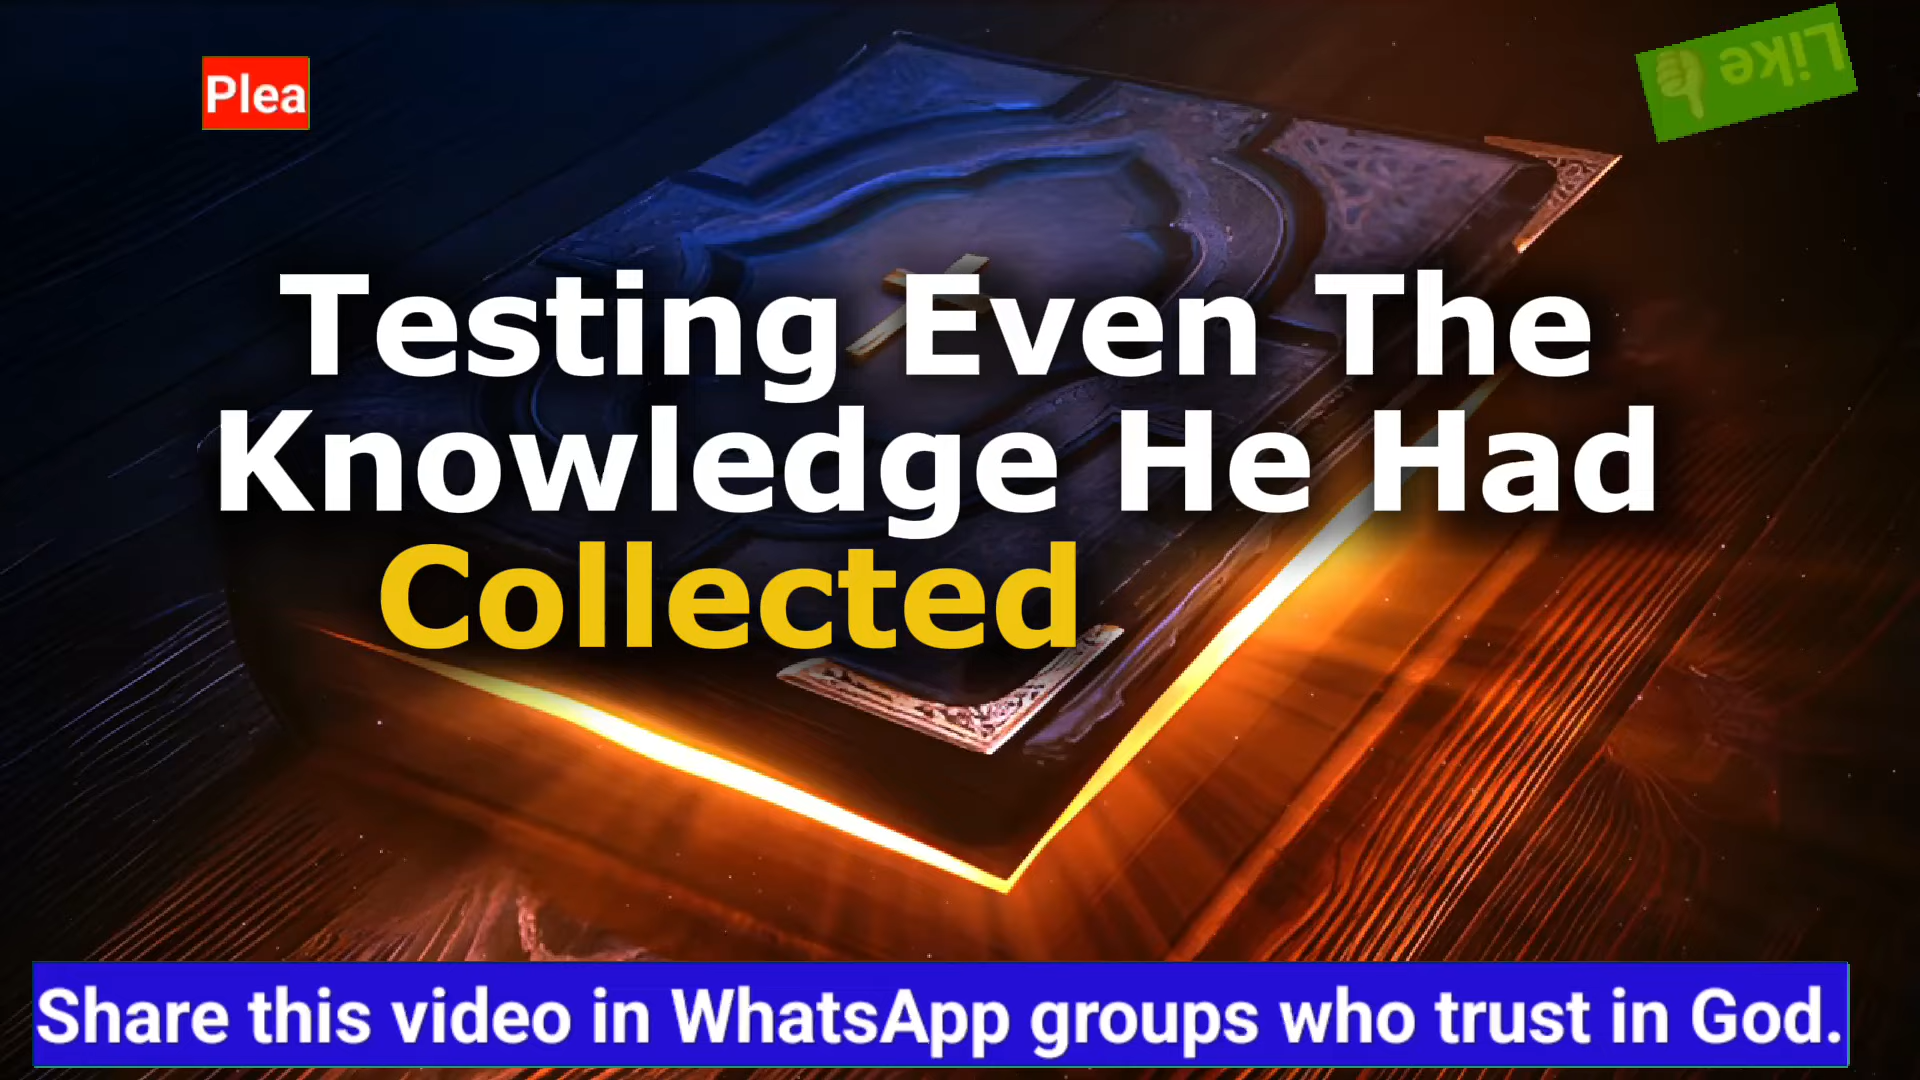 Plea
Like
Testing Even The
Knowledge He Had
Collected
Share this video in WhatsApp groups who trust in God.